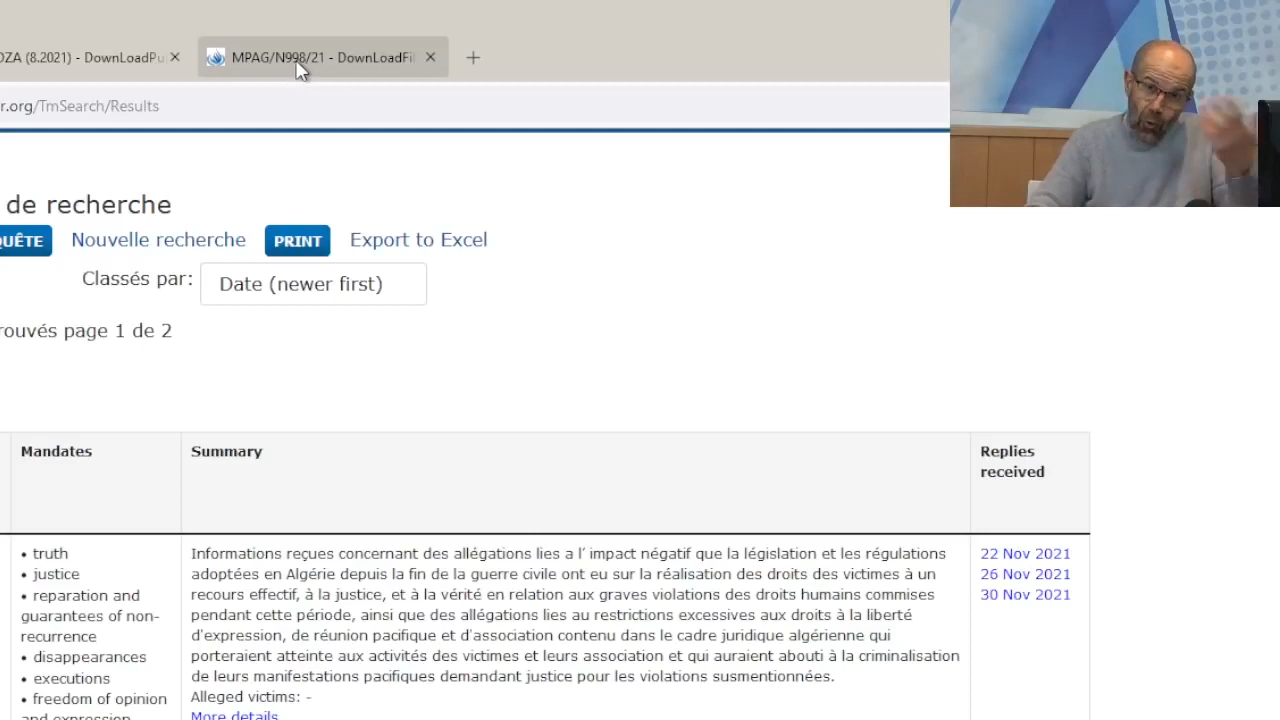 OZA (8.2021) - DownLoadPu
MPAG/N998/21 - DownLoadFil
r.org/TmSearch/Results
de recherche
QUÊTE Nouvelle recherche PRINT Export to Excel
Classés par: Date (newer first)
rouvés page 1 de 2
Mandates Summary Replies
received
• truth
• justice
• reparation and
guarantees of non-
recurrence
• disappearances
• executions
• freedom of opinion
and expression
Informations reçues concernant des allégations lies a l’ impact négatif que la législation et les régulations
adoptées en Algérie depuis la fin de la guerre civile ont eu sur la réalisation des droits des victimes à un
recours effectif, à la justice, et à la vérité en relation aux graves violations des droits humains commises
pendant cette période, ainsi que des allégations lies au restrictions excessives aux droits à la liberté
d'expression, de réunion pacifique et d'association contenu dans le cadre juridique algérienne qui
porteraient atteinte aux activités des victimes et leurs association et qui auraient abouti à la criminalisation
de leurs manifestations pacifiques demandant justice pour les violations susmentionnées.
Alleged victims: -
More details
22 Nov 2021
26 Nov 2021
30 Nov 2021